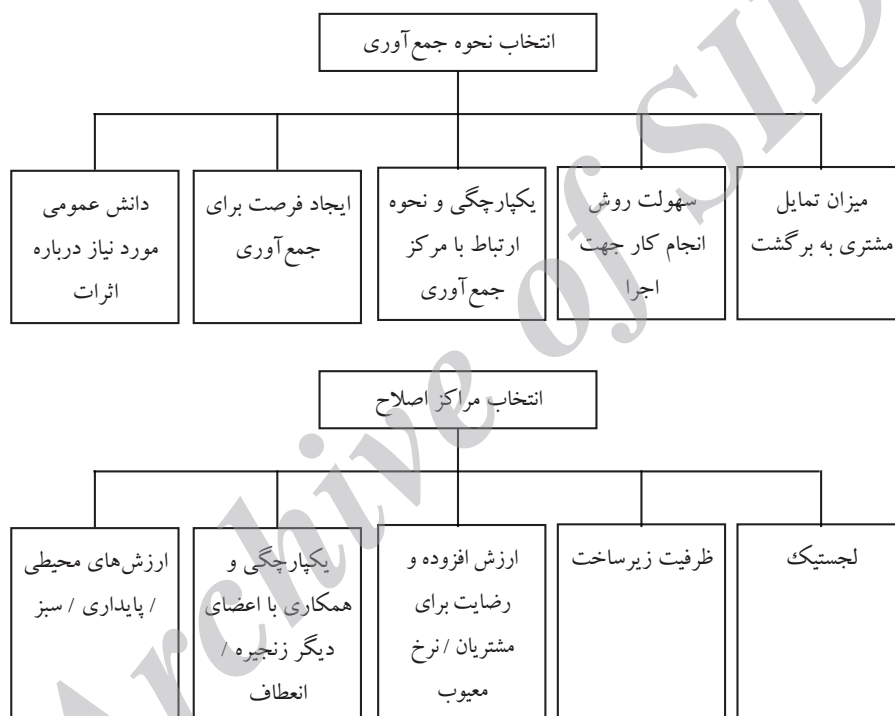 انتخاب نحوه جمع‌آوری
میزان تمایل
مشتری به برگشت
سهولت روش
انجام کار جهت
اجرا
یکپارچگی و نحوه
ارتباط با مرکز
جمع‌آوری
ایجاد فرصت برای
جمع‌آوری
دانش عمومی
مورد نیاز درباره
اثرات
انتخاب مراکز اصلاح
لجستیک
ظرفیت زیرساخت
ارزش افزوده و
رضایت برای
مشتریان / نرخ
معیوب
یکپارچگی و
همکاری با اعضای
دیگر زنجیره /
انعطاف
ارزش‌های محیطی
/ پایداری / سبز
Archive of SID